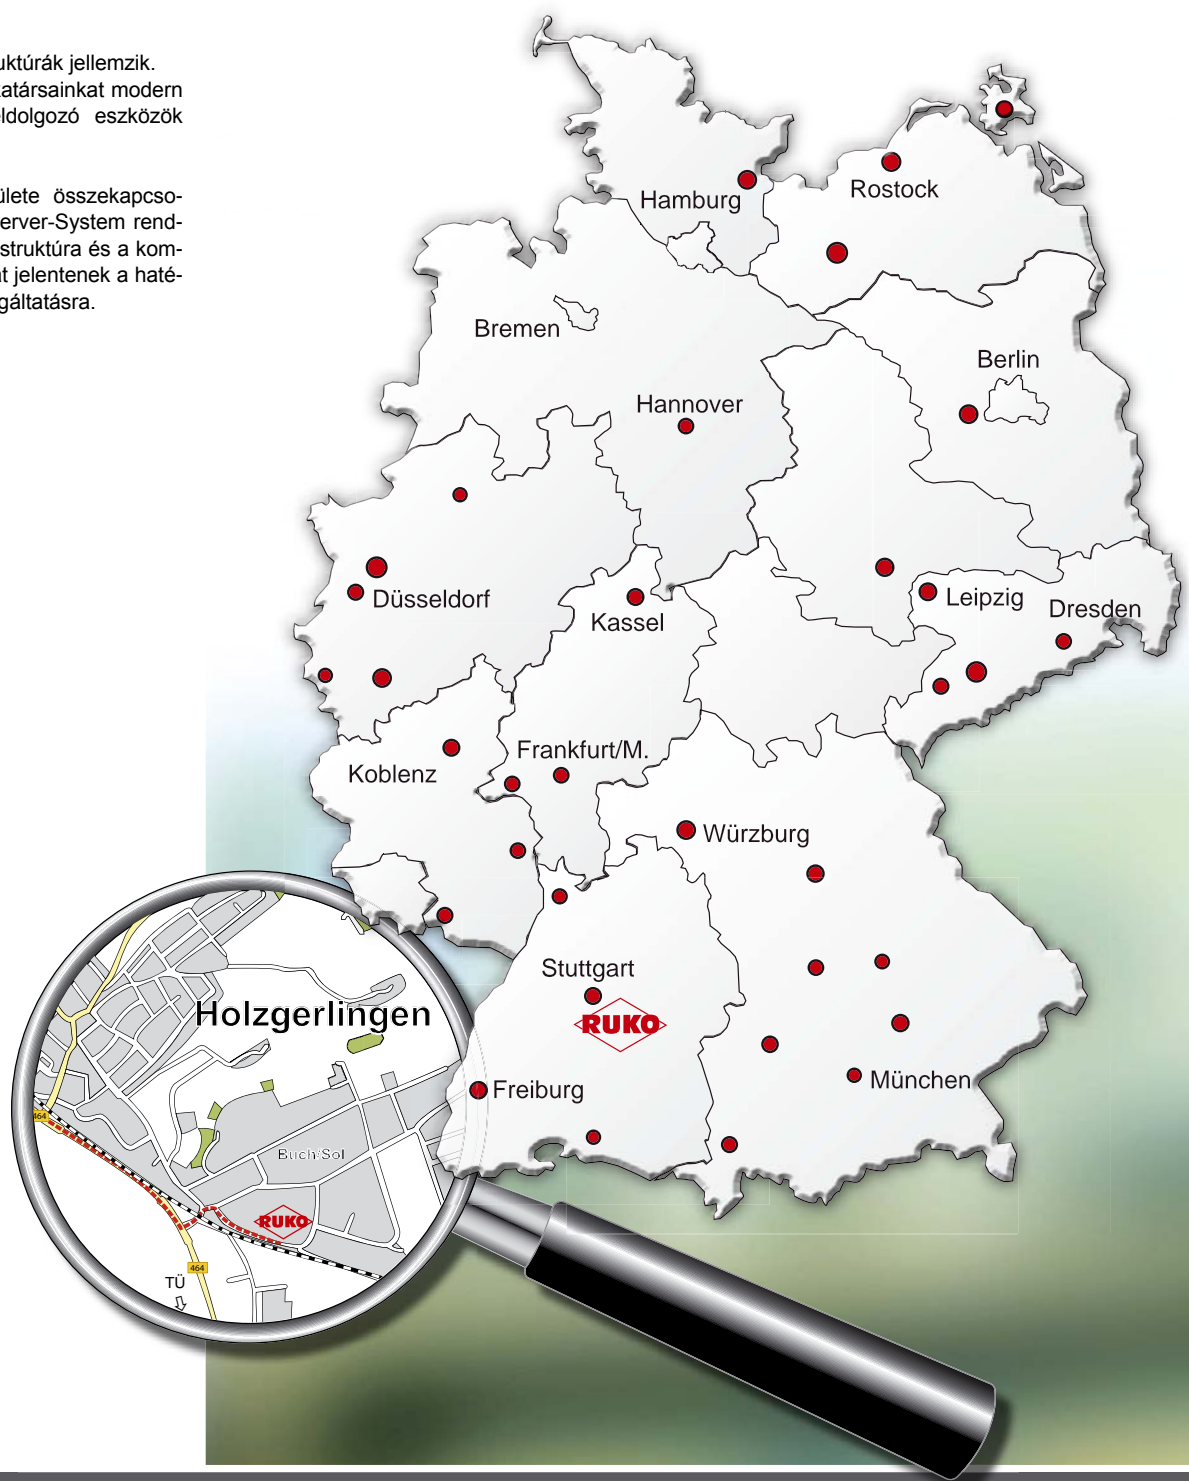 uktúrák jellemzik.
katársainkat modern
eldolgozó eszközök
ülete összekapcso-
erver-System rend-
struktúra és a kom-
t jelentenek a haté-
gáltatásra.
Hamburg
Rostock
Bremen
Berlin
Hannover
Düsseldorf
Kassel
Leipzig
Dresden
Koblenz
Frankfurt/M.
Würzburg
Stuttgart
RUKO
Holzgerlingen
Freiburg
München
464
Buch/Sol
RUKO
464
TÜ